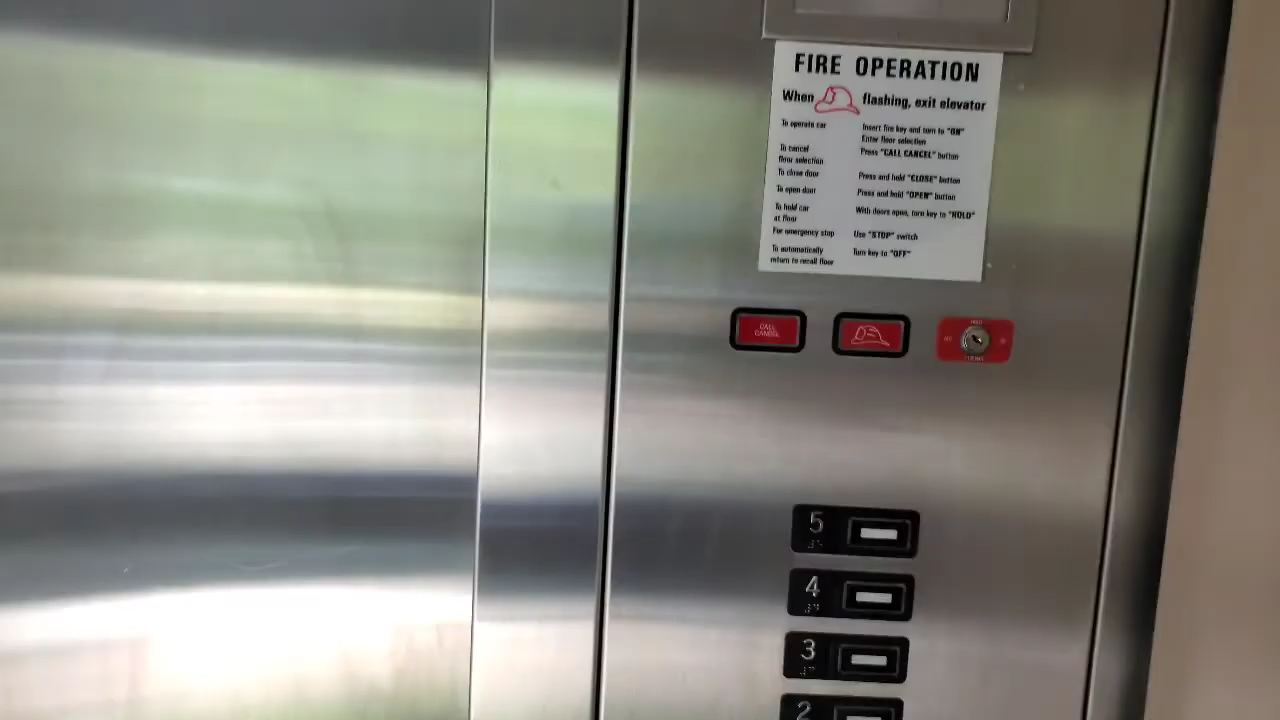 FIRE OPERATION
When flashing, exit elevator
To operate car Insert fire key and turn to "ON"
Enter floor selection
To cancel Press "CALL CANCEL" button
floor selection
To close door Press and hold "CLOSE" button
To open door Press and hold "OPEN" button
To hold car With doors open, turn key to "HOLD"
at floor
For emergency stop Use "STOP" switch
To automatically Turn key to "OFF"
return to recall floor
CALL
CANCEL
HOLD
5
4
3
2